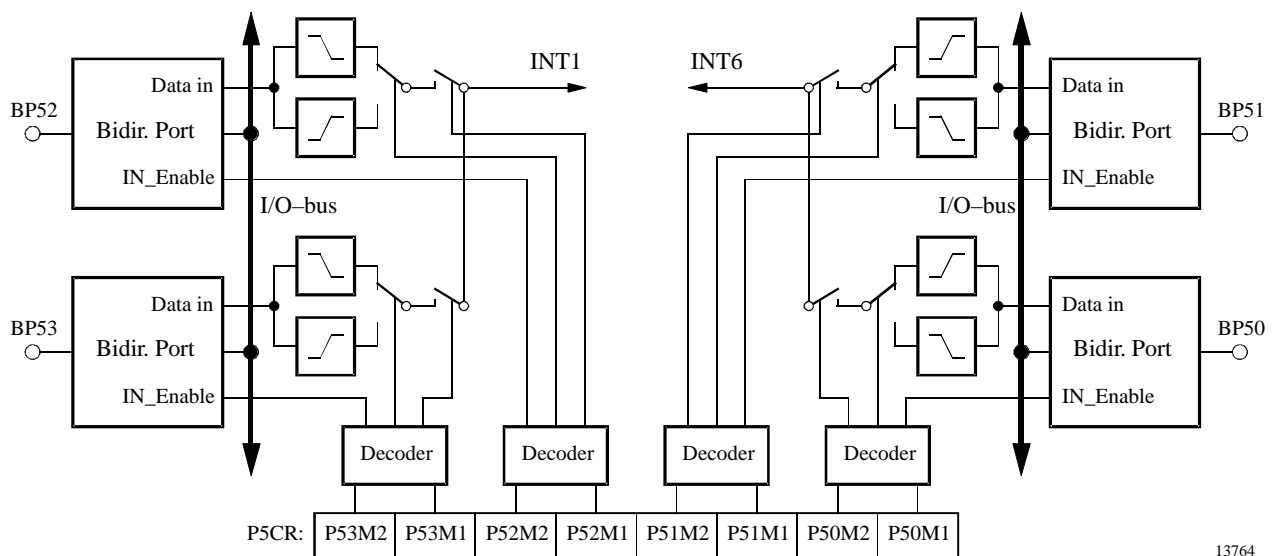 INT1 INT6
Data in Data in
BP52 BP51
Bidir. Port Bidir. Port
IN_Enable IN_Enable
I/O–bus I/O–bus
Data in Data in
BP53 BP50
Bidir. Port Bidir. Port
IN_Enable IN_Enable
Decoder Decoder Decoder Decoder
P5CR: P53M2 P53M1 P52M2 P52M1 P51M2 P51M1 P50M2 P50M1
13764